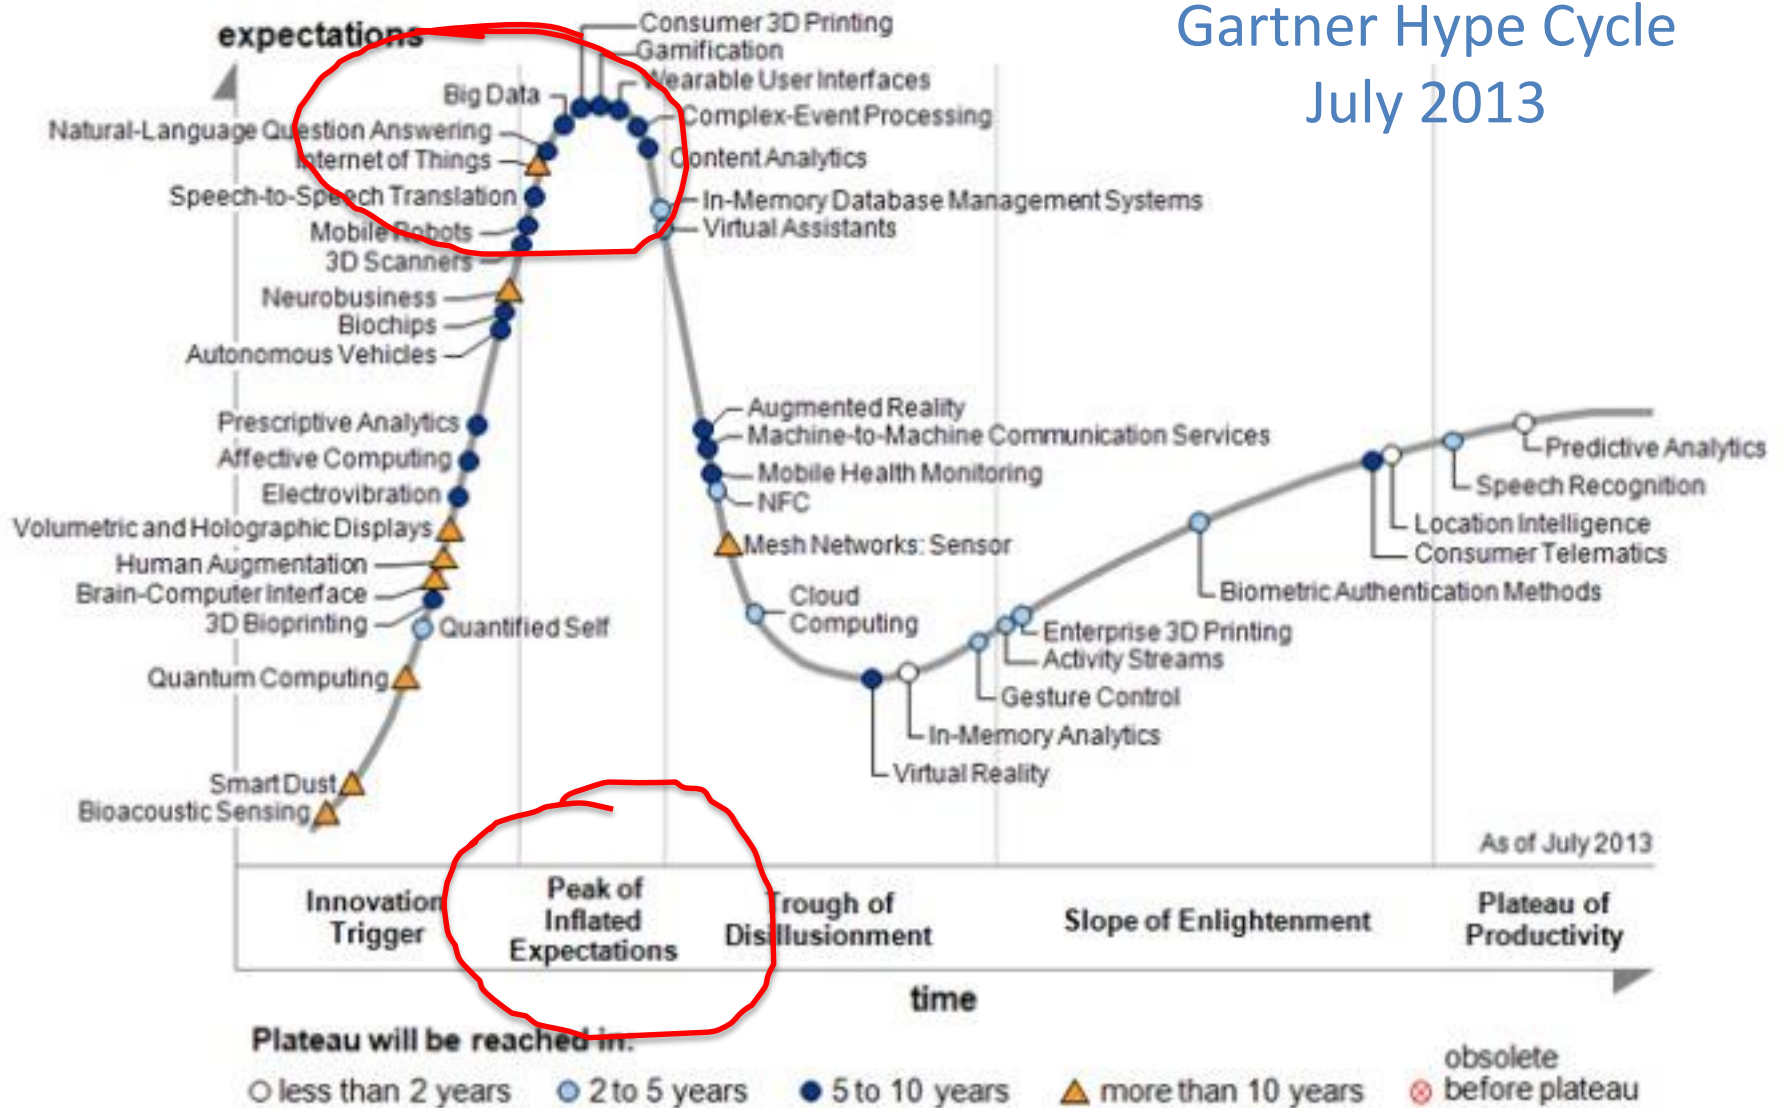 Gartner Hype Cycle
July 2013
expectations
Consumer 3D Printing
Gamification
Wearable User Interfaces
Big Data
Complex-Event Processing
Natural-Language Question Answering
Internet of Things
Content Analytics
Speech-to-Speech Translation
In-Memory Database Management Systems
Mobile Robots
Virtual Assistants
3D Scanners
Neurobusiness
Biochips
Autonomous Vehicles
Prescriptive Analytics
Affective Computing
Electrovibration
Volumetric and Holographic Displays
Human Augmentation
Brain-Computer Interface
3D Bioprinting
Quantified Self
Quantum Computing
Smart Dust
Bioacoustic Sensing
Augmented Reality
Machine-to-Machine Communication Services
Mobile Health Monitoring
NFC
Mesh Networks: Sensor
Cloud
Computing
Predictive Analytics
Speech Recognition
Location Intelligence
Consumer Telematics
Biometric Authentication Methods
Enterprise 3D Printing
Activity Streams
Gesture Control
In-Memory Analytics
Virtual Reality
As of July 2013
Innovation
Trigger
Peak of
Inflated
Expectations
Trough of
Disillusionment
Slope of Enlightenment
Plateau of
Productivity
time
Plateau will be reached in:
less than 2 years
2 to 5 years
5 to 10 years
more than 10 years
obsolete
before plateau